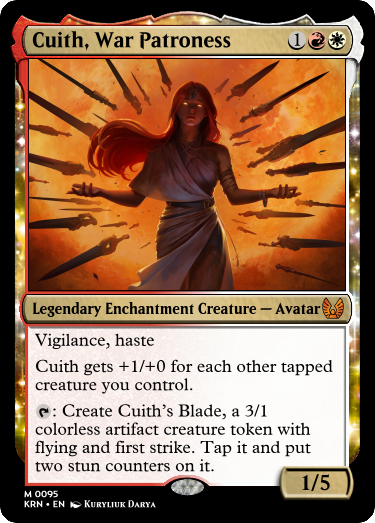 Cuith, War Patroness 1
Legendary Enchantment Creature — Avatar
Vigilance, haste
Cuith gets +1/+0 for each other tapped
creature you control.
: Create Cuith's Blade, a 3/1
colorless artifact creature token with
flying and first strike. Tap it and put
two stun counters on it.
1/5
M 0095
KRN • EN Kuryliuk Darya